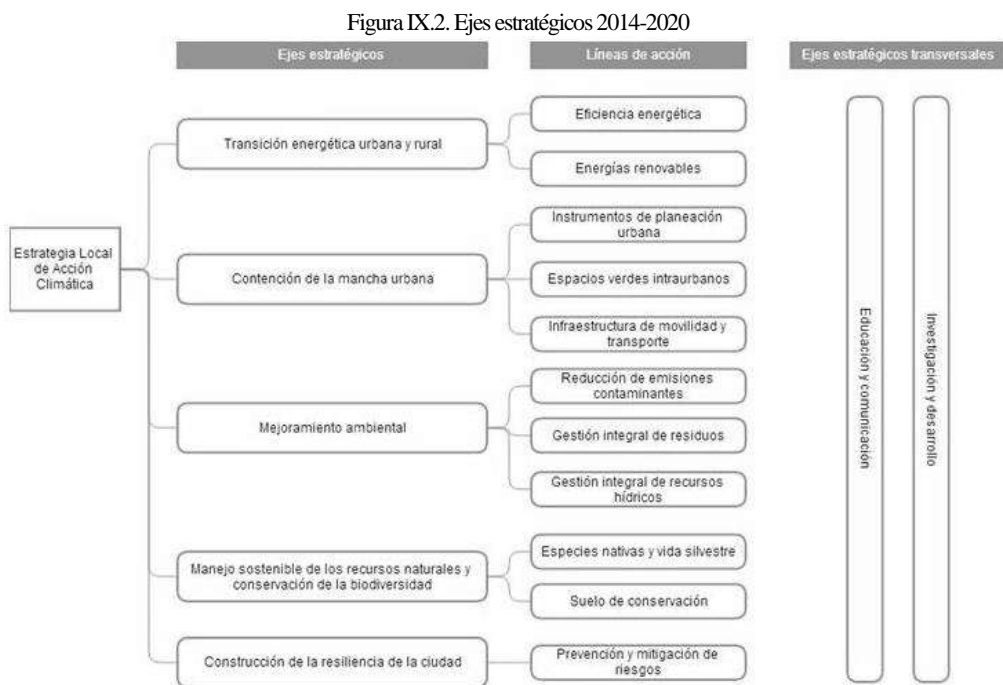 Figura IX.2. Ejes estratégicos 2014-2020
Ejes estratégicos
Líneas de acción
Ejes estratégicos transversales
Estrategia Local
de Acción
Climática
Transición energética urbana y rural
Eficiencia energética
Energías renovables
Contención de la mancha urbana
Instrumentos de planeación
urbana
Espacios verdes intraurbanos
Infraestructura de movilidad y
transporte
Mejoramiento ambiental
Reducción de emisiones
contaminantes
Gestión integral de residuos
Gestión integral de recursos
hídricos
Manejo sostenible de los recursos naturales y
conservación de la biodiversidad
Especies nativas y vida silvestre
Suelo de conservación
Construcción de la resiliencia de la ciudad
Prevención y mitigación de
riesgos
Educación y comunicación
Investigación y desarrollo